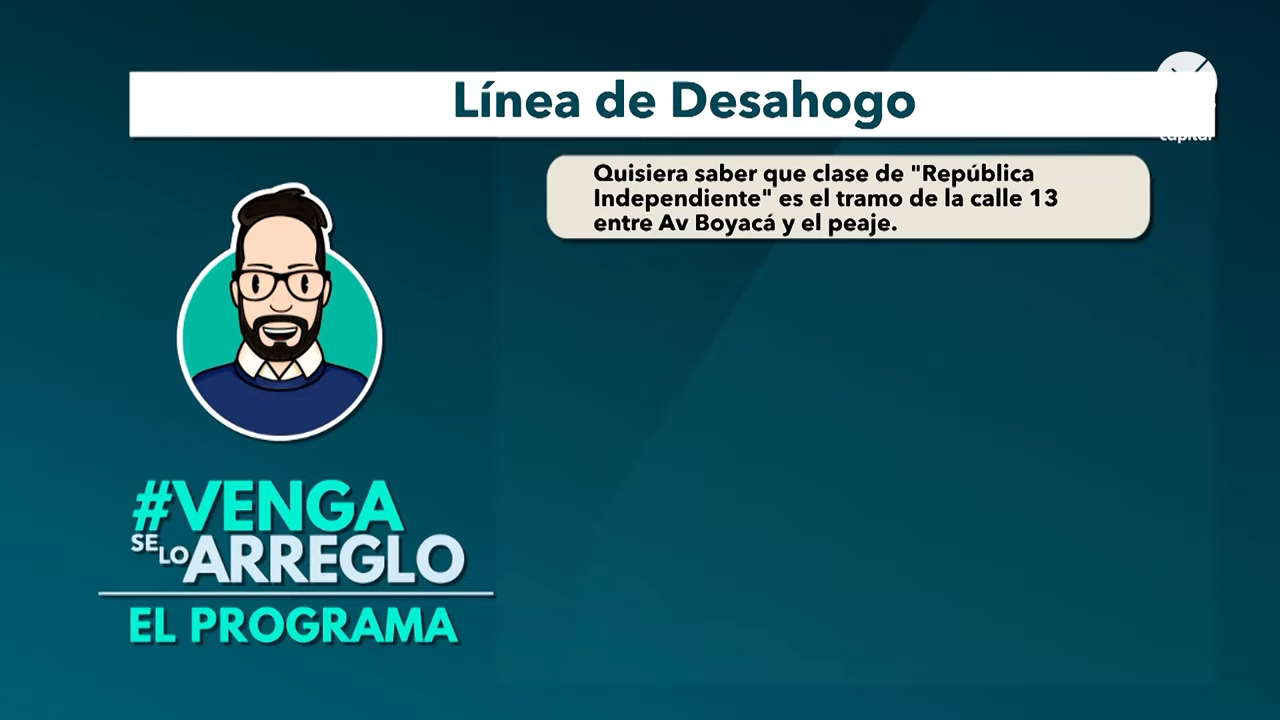 Línea de Desahogo
capital
Quisiera saber que clase de "República
Independiente" es el tramo de la calle 13
entre Av Boyacá y el peaje.
#VENGA
SE LO ARREGLO
EL PROGRAMA